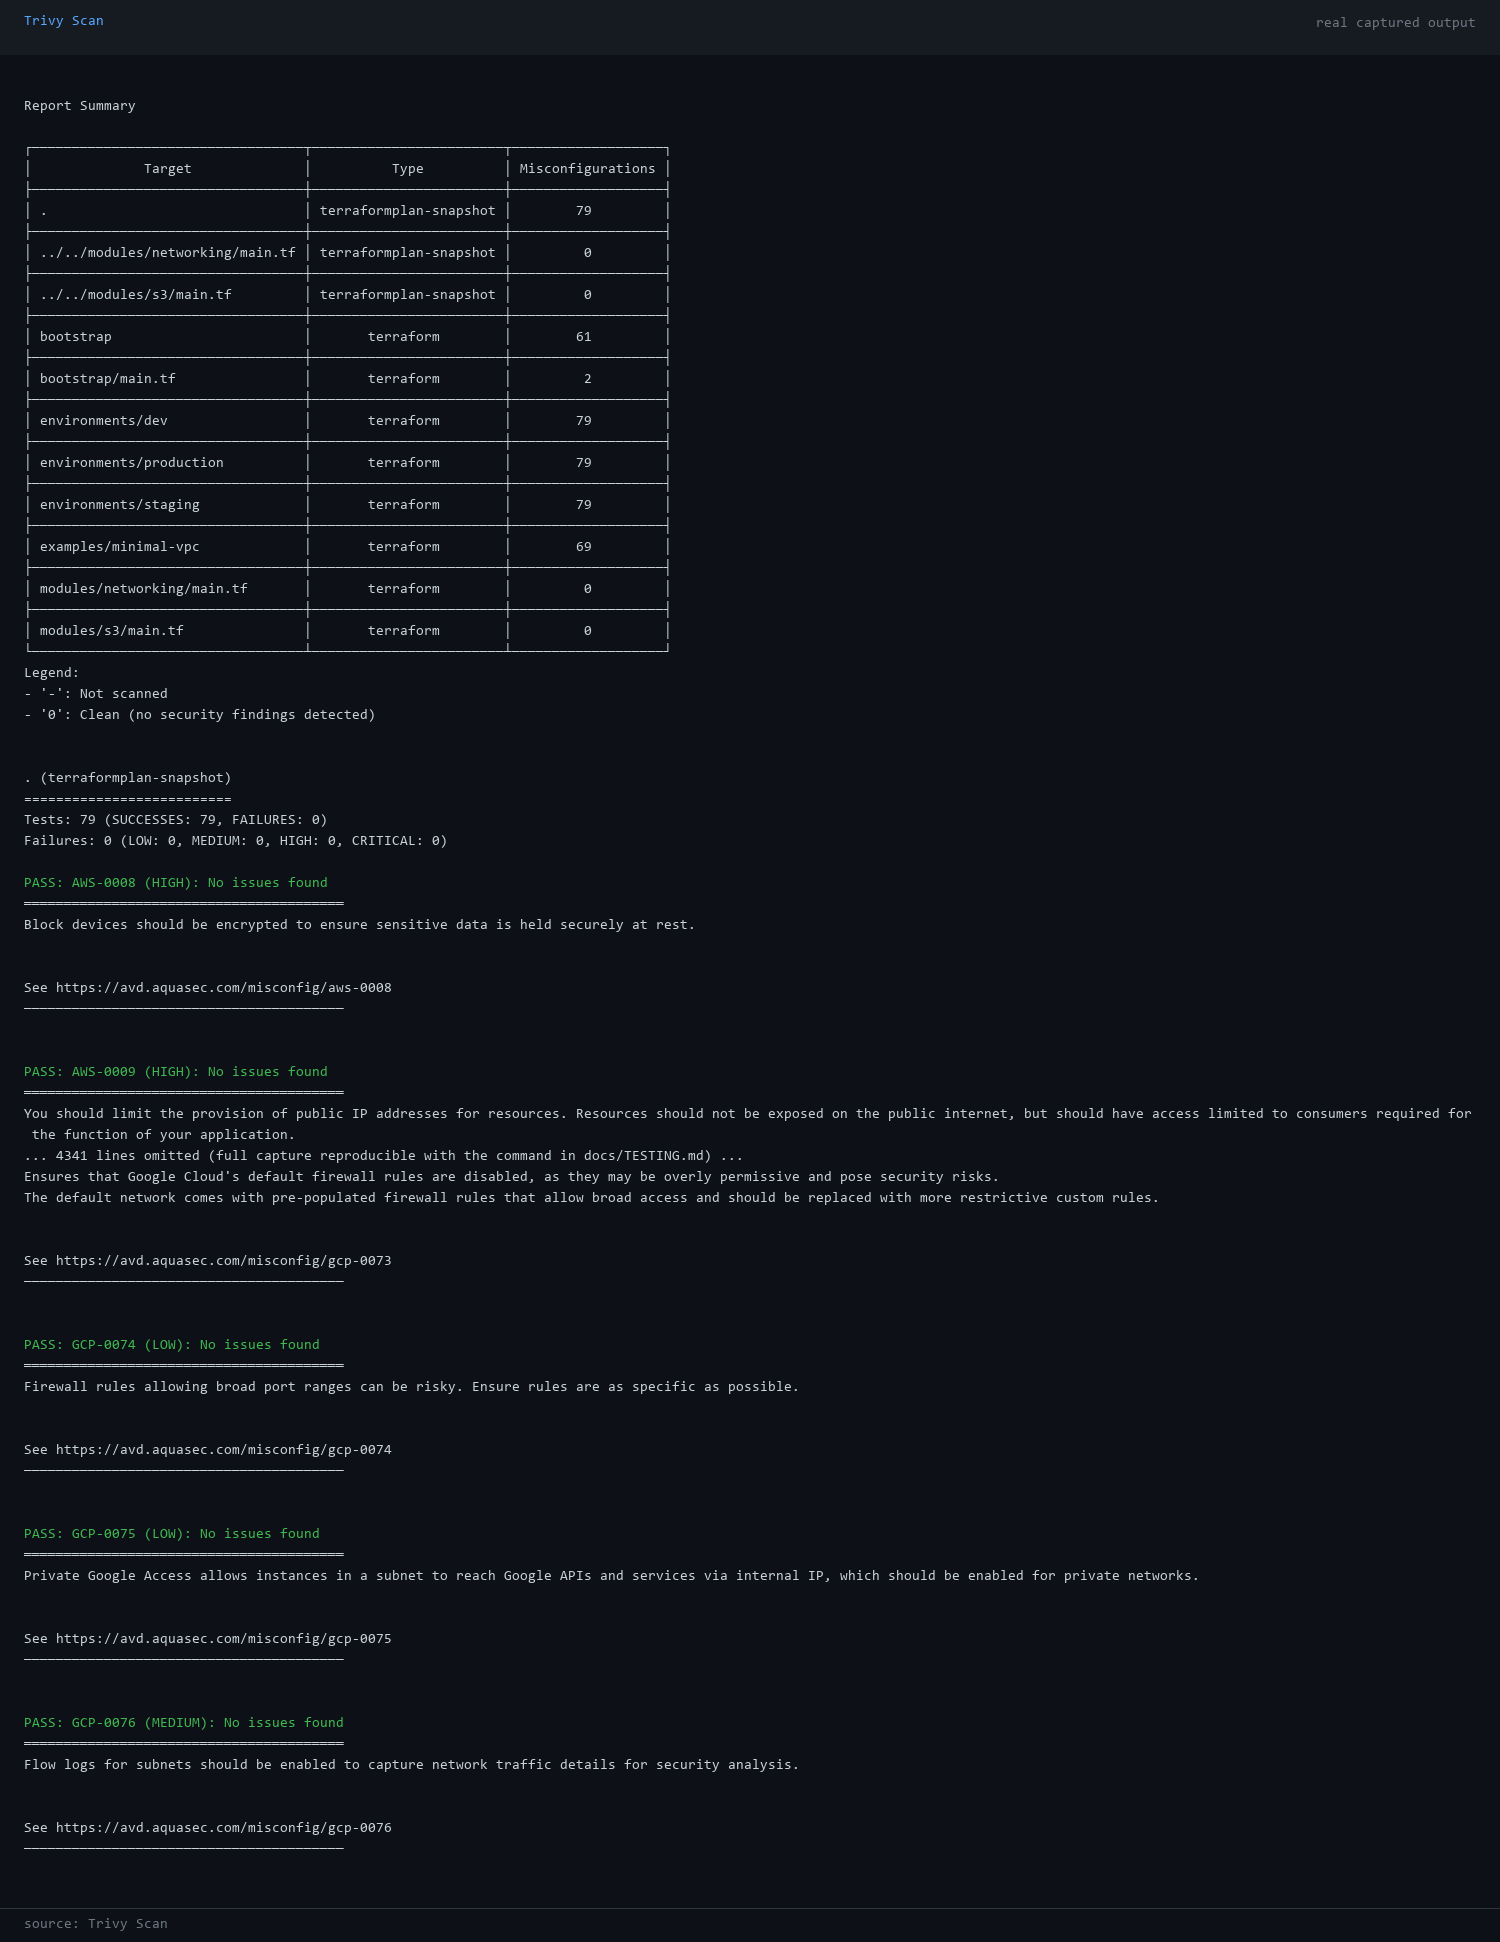 Trivy Scan
real captured output
Report Summary
┌──────────────────────────────────┬────────────────────────┬───────────────────┐
│              Target              │          Type          │ Misconfigurations │
├──────────────────────────────────┼────────────────────────┼───────────────────┤
│ .                                │ terraformplan-snapshot │        79         │
├──────────────────────────────────┼────────────────────────┼───────────────────┤
│ ../../modules/networking/main.tf │ terraformplan-snapshot │         0         │
├──────────────────────────────────┼────────────────────────┼───────────────────┤
│ ../../modules/s3/main.tf         │ terraformplan-snapshot │         0         │
├──────────────────────────────────┼────────────────────────┼───────────────────┤
│ bootstrap                        │       terraform        │        61         │
├──────────────────────────────────┼────────────────────────┼───────────────────┤
│ bootstrap/main.tf                │       terraform        │         2         │
├──────────────────────────────────┼────────────────────────┼───────────────────┤
│ environments/dev                 │       terraform        │        79         │
├──────────────────────────────────┼────────────────────────┼───────────────────┤
│ environments/production          │       terraform        │        79         │
├──────────────────────────────────┼────────────────────────┼───────────────────┤
│ environments/staging             │       terraform        │        79         │
├──────────────────────────────────┼────────────────────────┼───────────────────┤
│ examples/minimal-vpc             │       terraform        │        69         │
├──────────────────────────────────┼────────────────────────┼───────────────────┤
│ modules/networking/main.tf       │       terraform        │         0         │
├──────────────────────────────────┼────────────────────────┼───────────────────┤
│ modules/s3/main.tf               │       terraform        │         0         │
└──────────────────────────────────┴────────────────────────┴───────────────────┘
Legend:
- '-': Not scanned
- '0': Clean (no security findings detected)
. (terraformplan-snapshot)
==========================
Tests: 79 (SUCCESSES: 79, FAILURES: 0)
Failures: 0 (LOW: 0, MEDIUM: 0, HIGH: 0, CRITICAL: 0)
PASS: AWS-0008 (HIGH): No issues found
════════════════════════════════════════
Block devices should be encrypted to ensure sensitive data is held securely at rest.
See https://avd.aquasec.com/misconfig/aws-0008
────────────────────────────────────────
PASS: AWS-0009 (HIGH): No issues found
════════════════════════════════════════
You should limit the provision of public IP addresses for resources. Resources should not be exposed on the public internet, but should have access limited to consumers required for
the function of your application.
... 4341 lines omitted (full capture reproducible with the command in docs/TESTING.md) ...
Ensures that Google Cloud's default firewall rules are disabled, as they may be overly permissive and pose security risks.
The default network comes with pre-populated firewall rules that allow broad access and should be replaced with more restrictive custom rules.
See https://avd.aquasec.com/misconfig/gcp-0073
────────────────────────────────────────
PASS: GCP-0074 (LOW): No issues found
════════════════════════════════════════
Firewall rules allowing broad port ranges can be risky. Ensure rules are as specific as possible.
See https://avd.aquasec.com/misconfig/gcp-0074
────────────────────────────────────────
PASS: GCP-0075 (LOW): No issues found
════════════════════════════════════════
Private Google Access allows instances in a subnet to reach Google APIs and services via internal IP, which should be enabled for private networks.
See https://avd.aquasec.com/misconfig/gcp-0075
────────────────────────────────────────
PASS: GCP-0076 (MEDIUM): No issues found
════════════════════════════════════════
Flow logs for subnets should be enabled to capture network traffic details for security analysis.
See https://avd.aquasec.com/misconfig/gcp-0076
────────────────────────────────────────
source: Trivy Scan